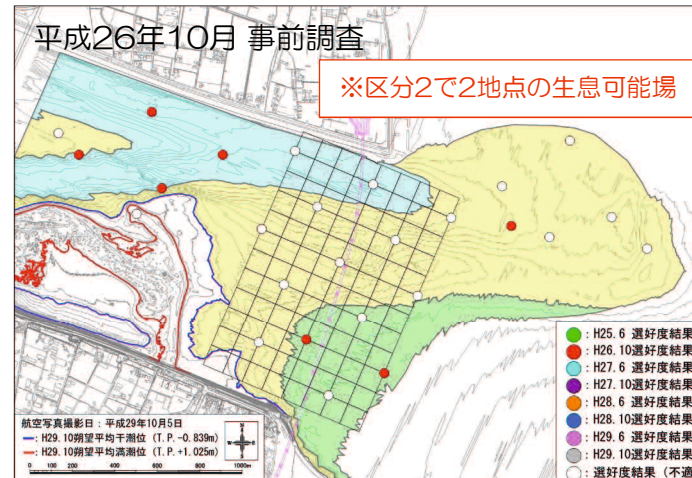 平成26年10月 事前調査
※区分2で2地点の生息可能場
: H25.6 選好度結果
: H26.10選好度結果
: H27.6 選好度結果
: H27.10選好度結果
: H28.6 選好度結果
: H28.10選好度結果
: H29.6 選好度結果
: H29.10選好度結果
: 選好度結果 (不適
航空写真撮影日:平成29年10月5日
: H29.10朔望平均干潮位 (T.P.-0.839m)
: H29.10朔望平均満潮位 (T.P.+1.025m)
N
W E
S
0 100 200 300 400 500 600 700 800 900 1000m